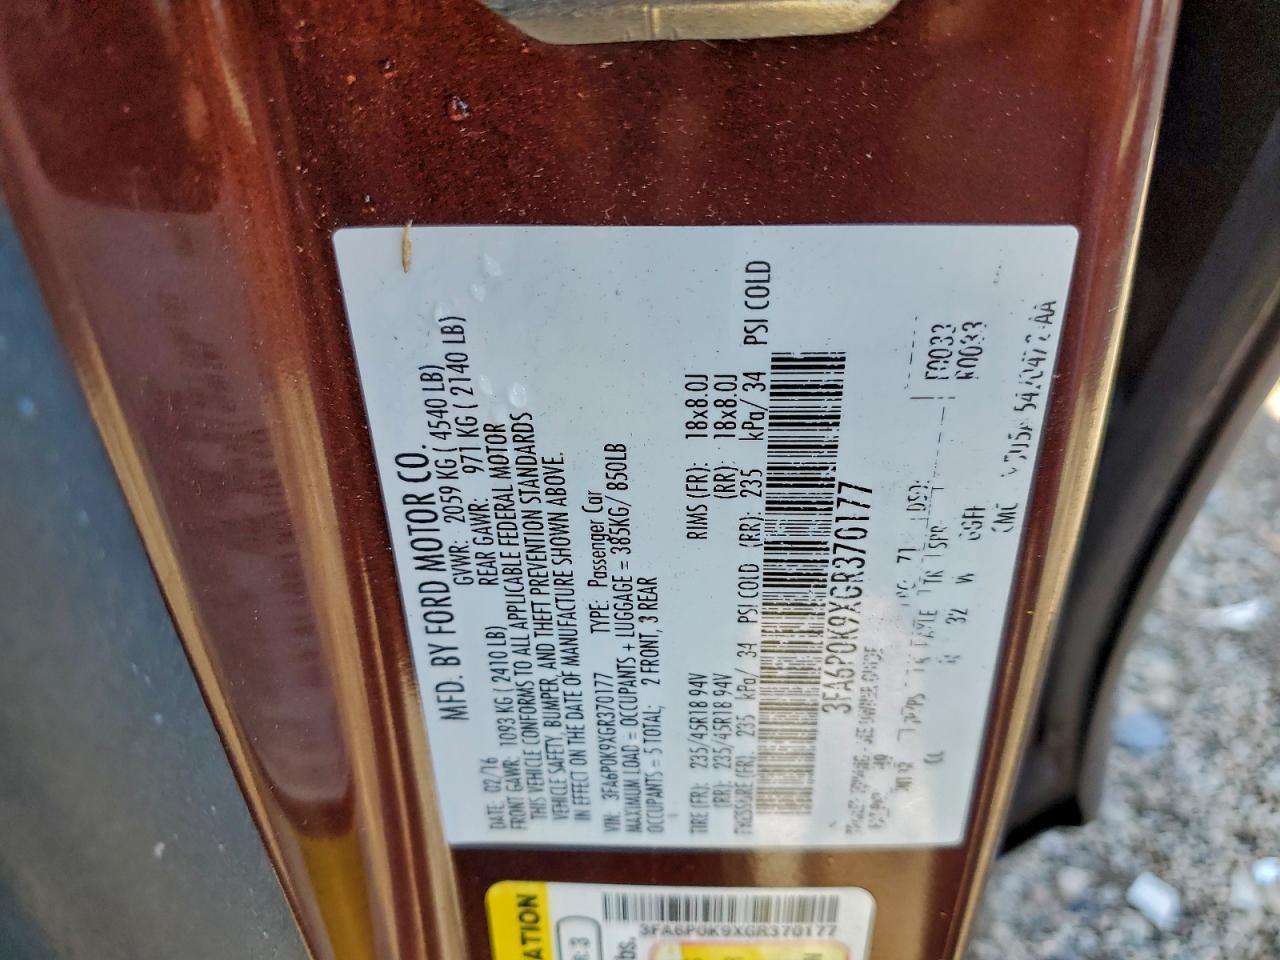 MFD. BY FORD MOTOR CO.
DATE: 02/16 GVWR: 2059 KG ( 4540 LB)
FRONT GAWR: 1093 KG ( 2410 LB) REAR GAWR: 971 KG ( 2140 LB)
THIS VEHICLE CONFORMS TO ALL APPLICABLE FEDERAL MOTOR
VEHICLE SAFETY, BUMPER, AND THEFT PREVENTION STANDARDS
IN EFFECT ON THE DATE OF MANUFACTURE SHOWN ABOVE.
VIN: 3FA6P0K9XGR370177 TYPE: Passenger Car
MAXIMUM LOAD = OCCUPANTS + LUGGAGE = 385KG/ 850LB
OCCUPANTS = 5 TOTAL; 2 FRONT, 3 REAR
TIRE (FR): 235/45R18 94V RIMS (FR): 18x8.0J
(RR): 235/45R18 94V (RR): 18x8.0J
PRESSURE (FR): 235 kPa/ 34 PSI COLD (RR): 235 kPa/ 34 PSI COLD
3FA6P0K9XGR370177
71
F0033
R0033
32
ATION
3FA6P0K9XGR370177